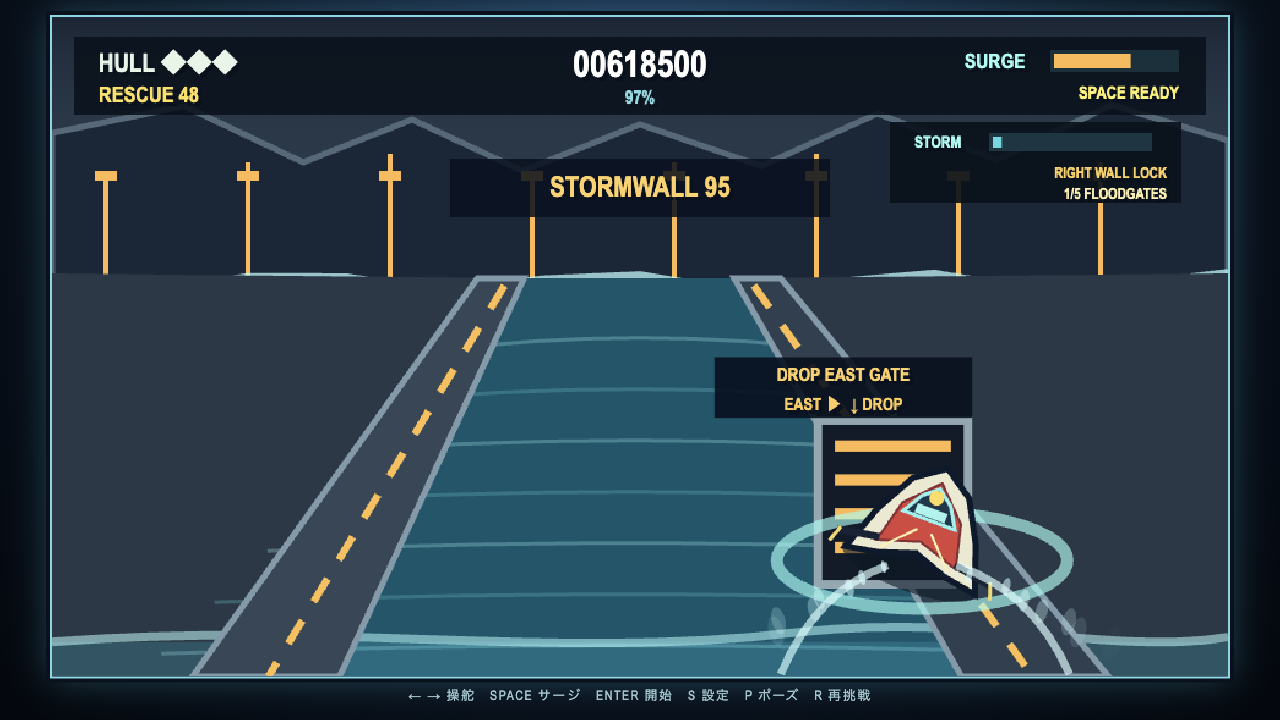 HULL
RESCUE 48
00618500
97%
SURGE
SPACE READY
STORM
RIGHT WALL LOCK
1/5 FLOODGATES
STORMWALL 95
DROP EAST GATE
EAST ▶ ↓ DROP
← → 操舵 SPACE サージ ENTER 開始 S 設定 P ポーズ R 再挑戦